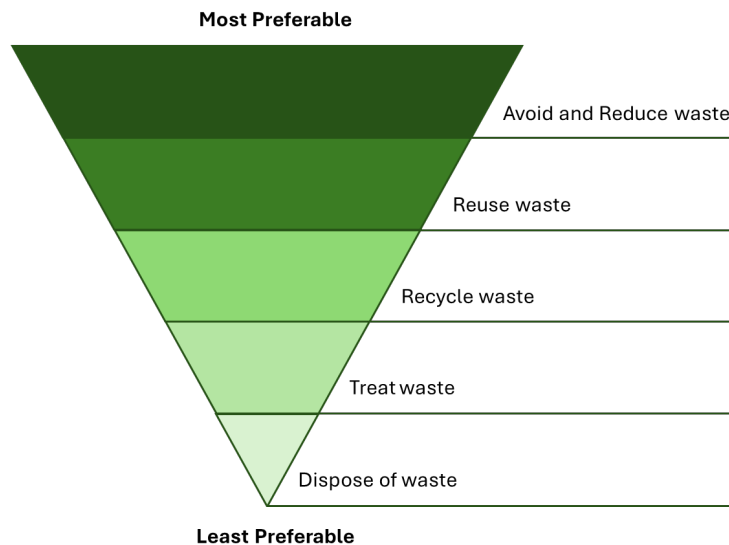 Most Preferable
Avoid and Reduce waste
Reuse waste
Recycle waste
Treat waste
Dispose of waste
Least Preferable